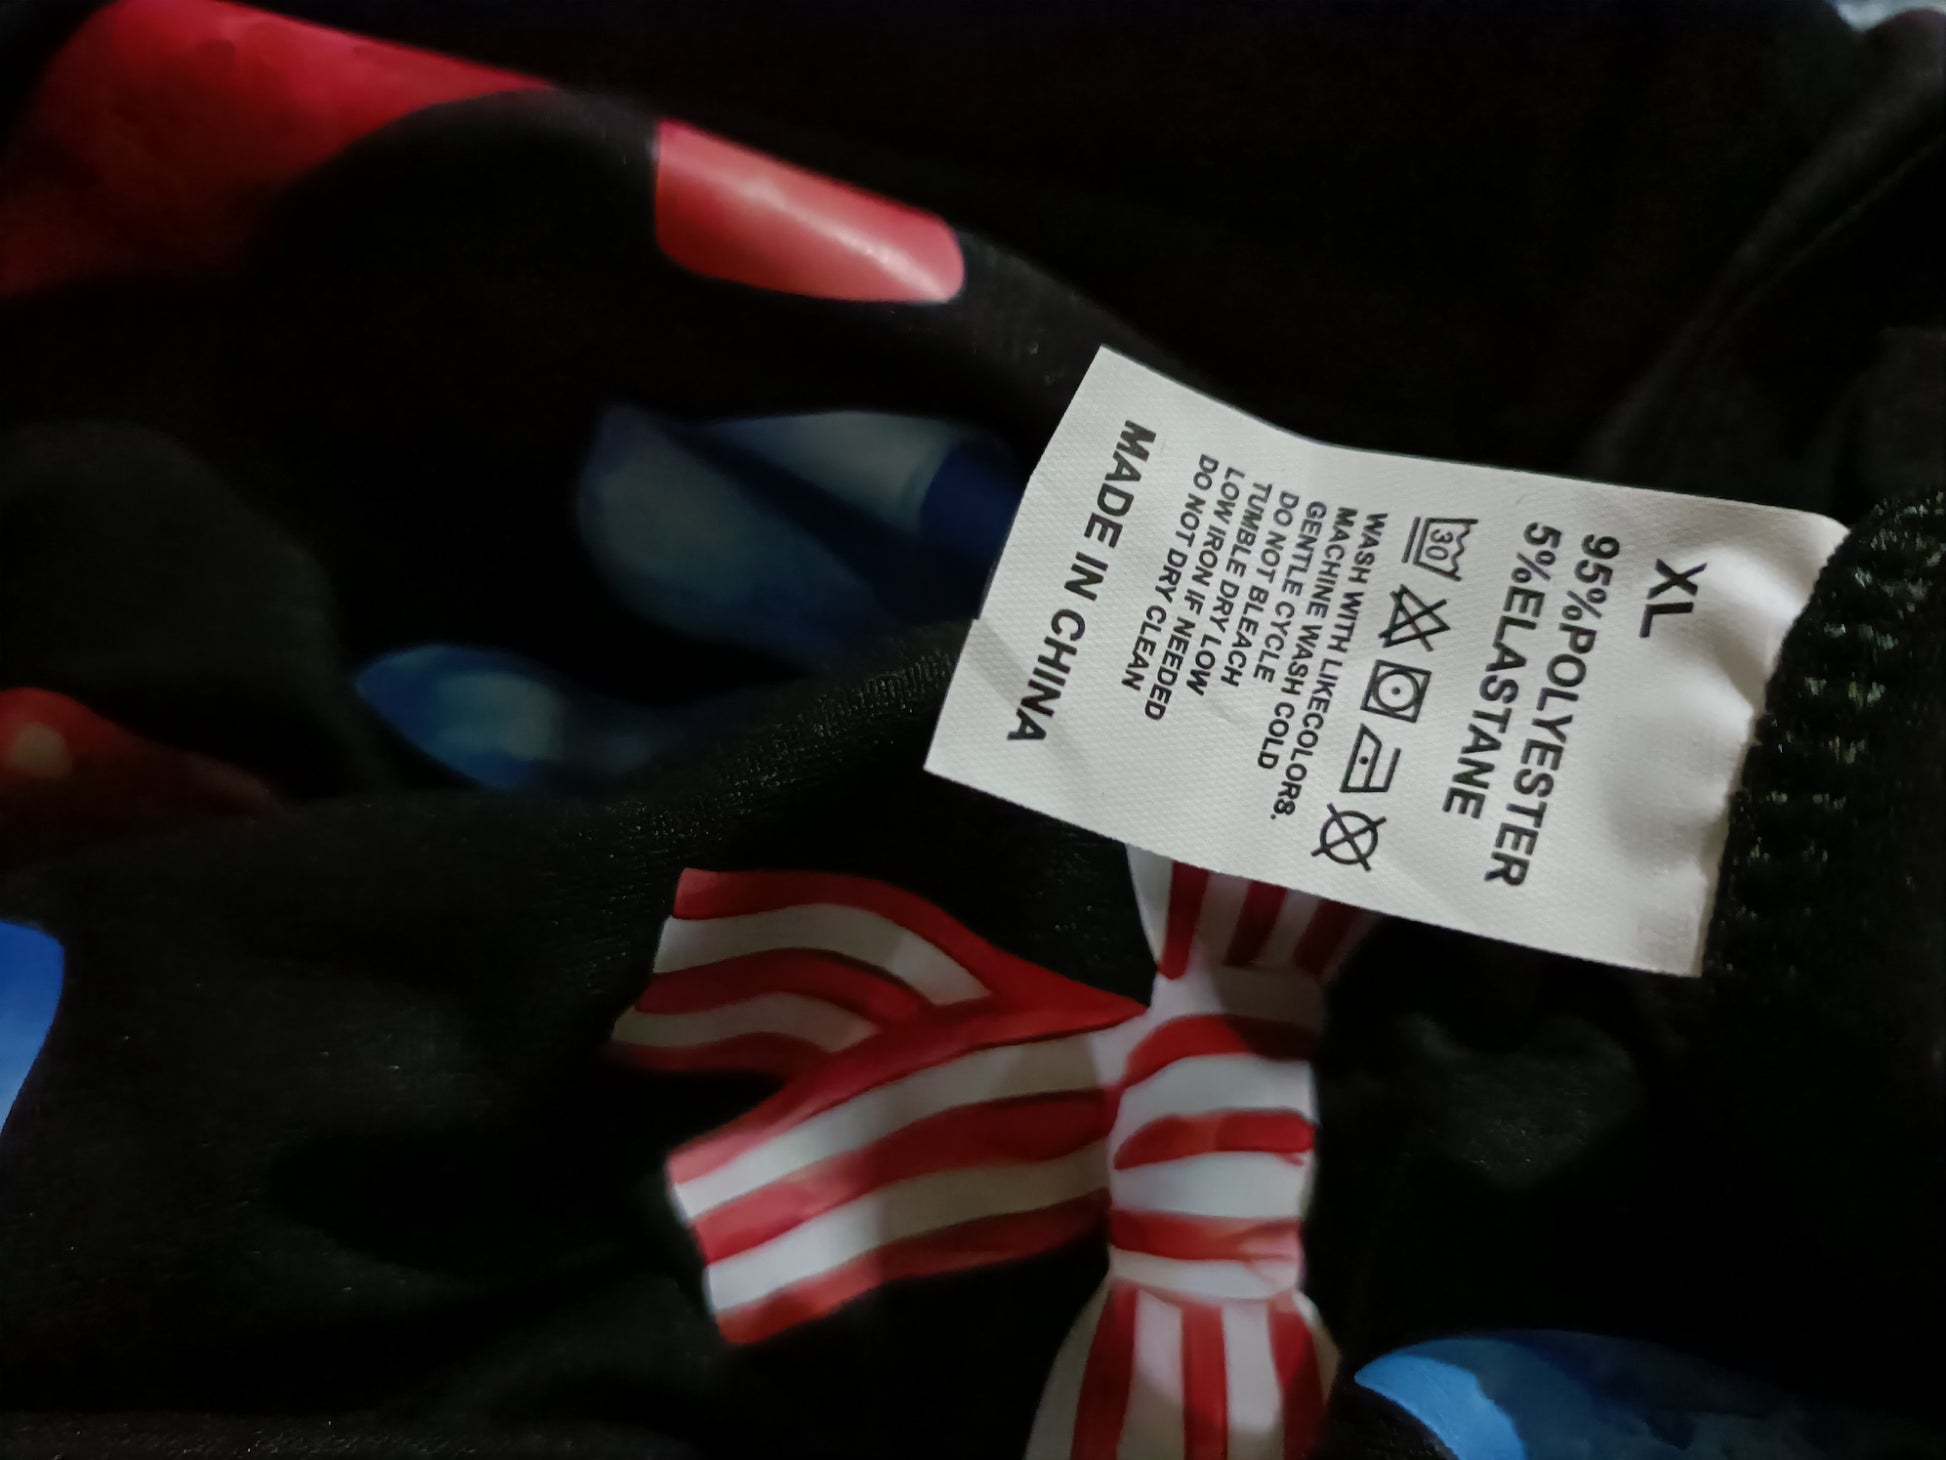 XL
95%POLYESTER
5%ELASTANE
30
WASH WITH LIKECOLORS.
MACHINE WASH COLD
GENTLE CYCLE
DO NOT BLEACH
TUMBLE DRY LOW
LOW IRON IF NEEDED
DO NOT DRY CLEAN
MADE IN CHINA